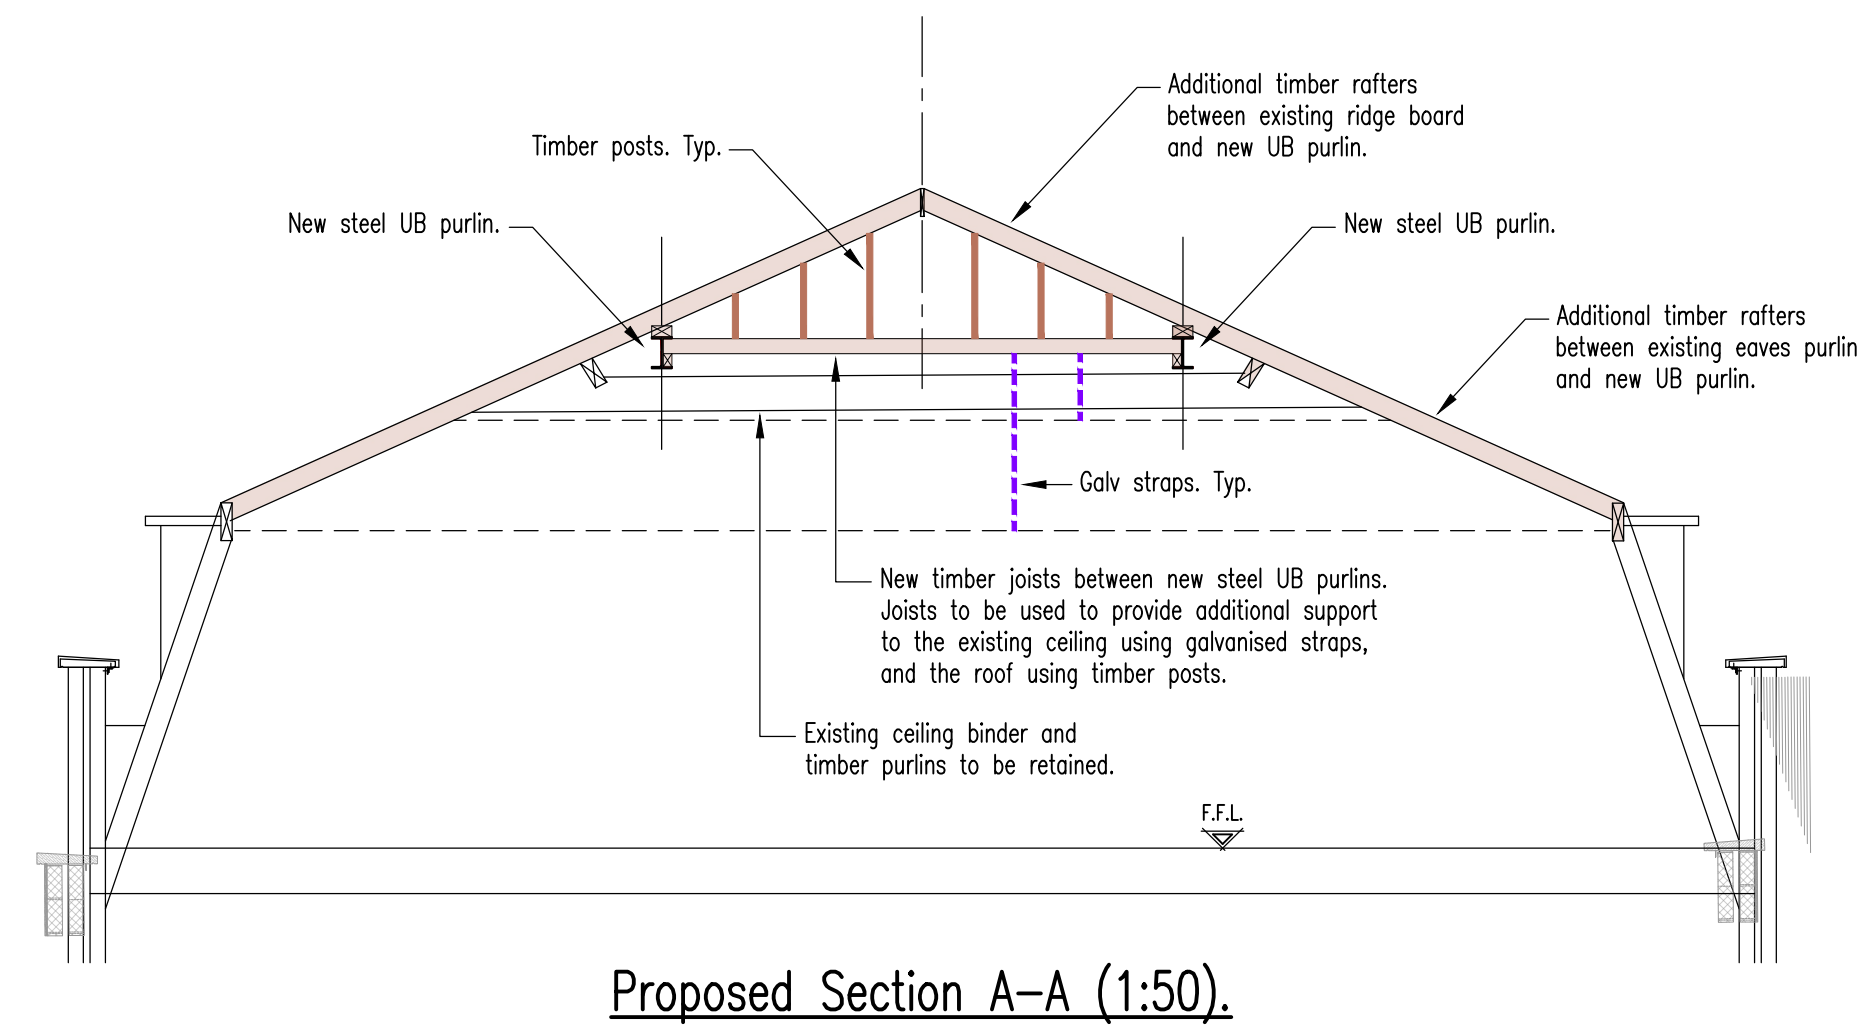 Additional timber rafters
between existing ridge board
and new UB purlin.
Timber posts. Typ.
New steel UB purlin.
New steel UB purlin.
Additional timber rafters
between existing eaves purlin
and new UB purlin.
Galv straps. Typ.
New timber joists between new steel UB purlins.
Joists to be used to provide additional support
to the existing ceiling using galvanised straps,
and the roof using timber posts.
Existing ceiling binder and
timber purlins to be retained.
F.F.L.
Proposed Section A-A (1:50).